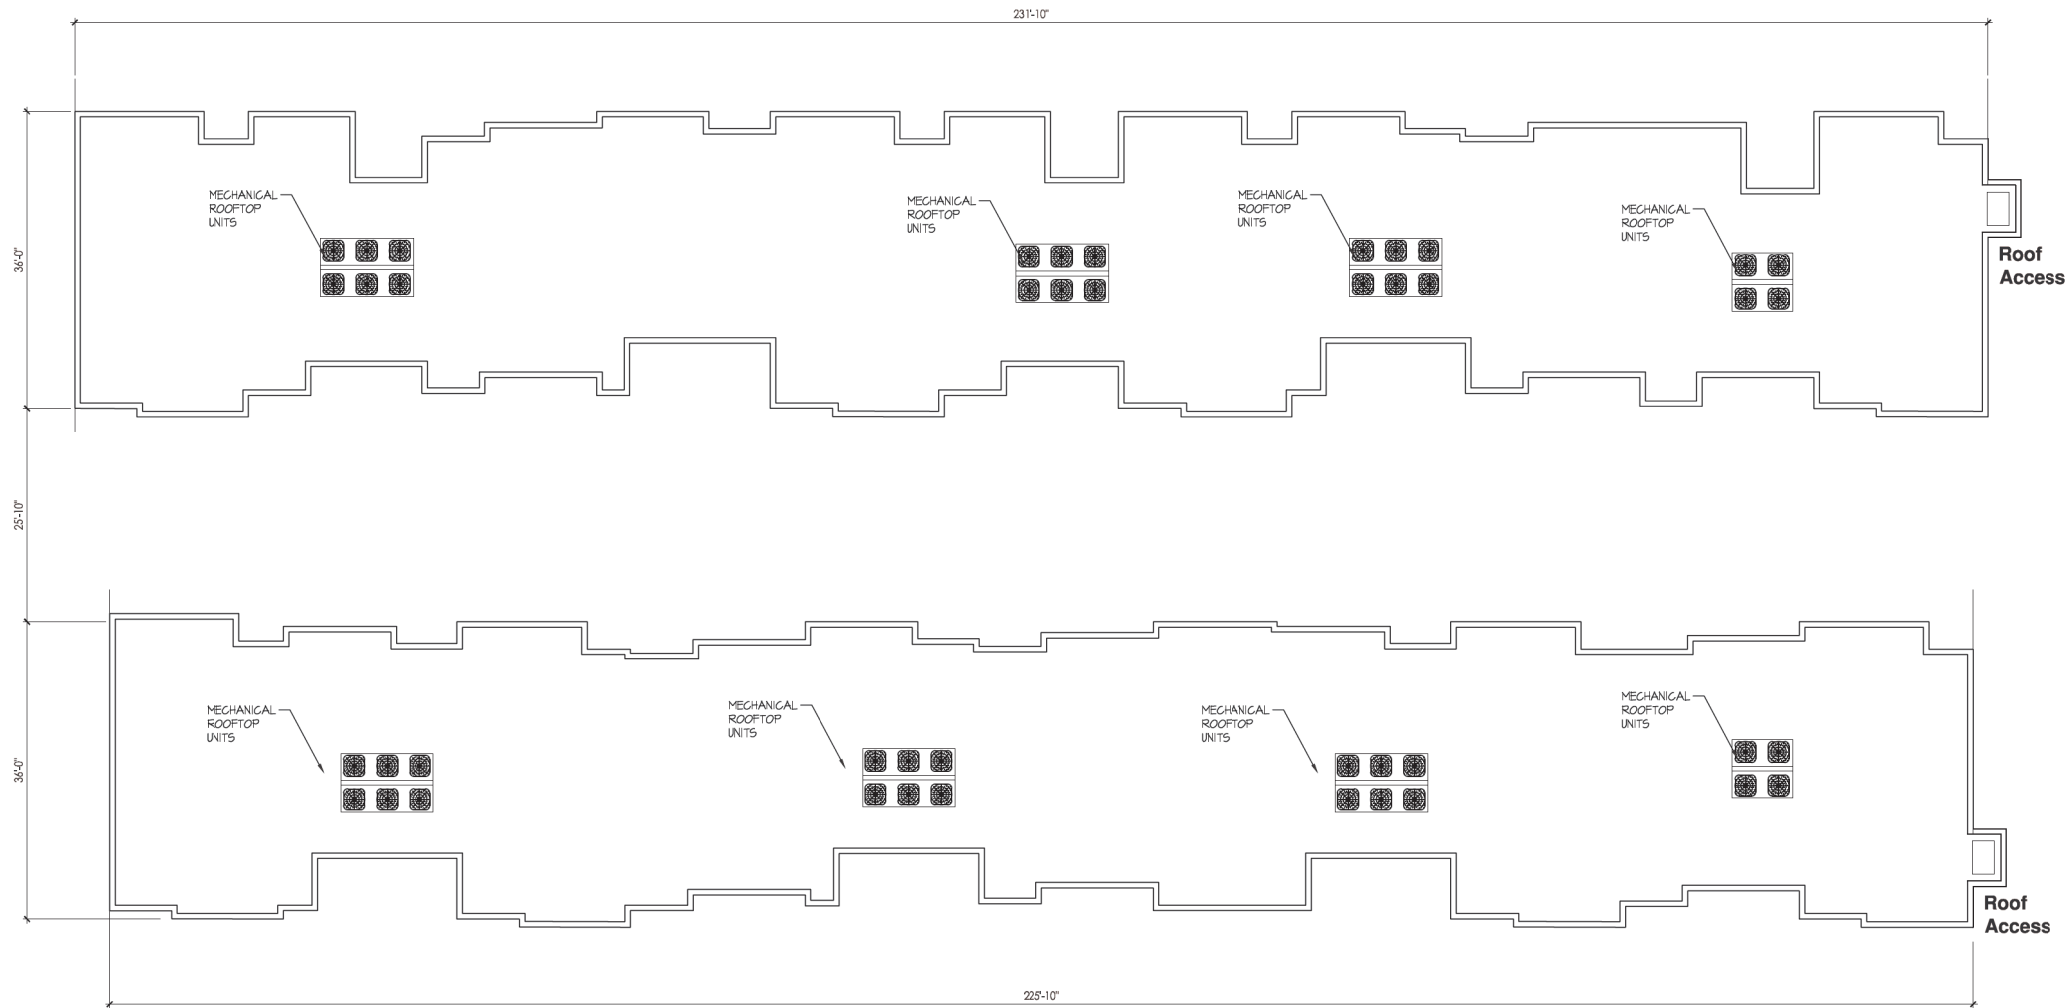 231'-10"
MECHANICAL
ROOFTOP
UNITS
MECHANICAL
ROOFTOP
UNITS
MECHANICAL
ROOFTOP
UNITS
MECHANICAL
ROOFTOP
UNITS
36'-0"
Roof
Access
25'-10"
MECHANICAL
ROOFTOP
UNITS
MECHANICAL
ROOFTOP
UNITS
MECHANICAL
ROOFTOP
UNITS
MECHANICAL
ROOFTOP
UNITS
36'-0"
Roof
Access
225'-10"